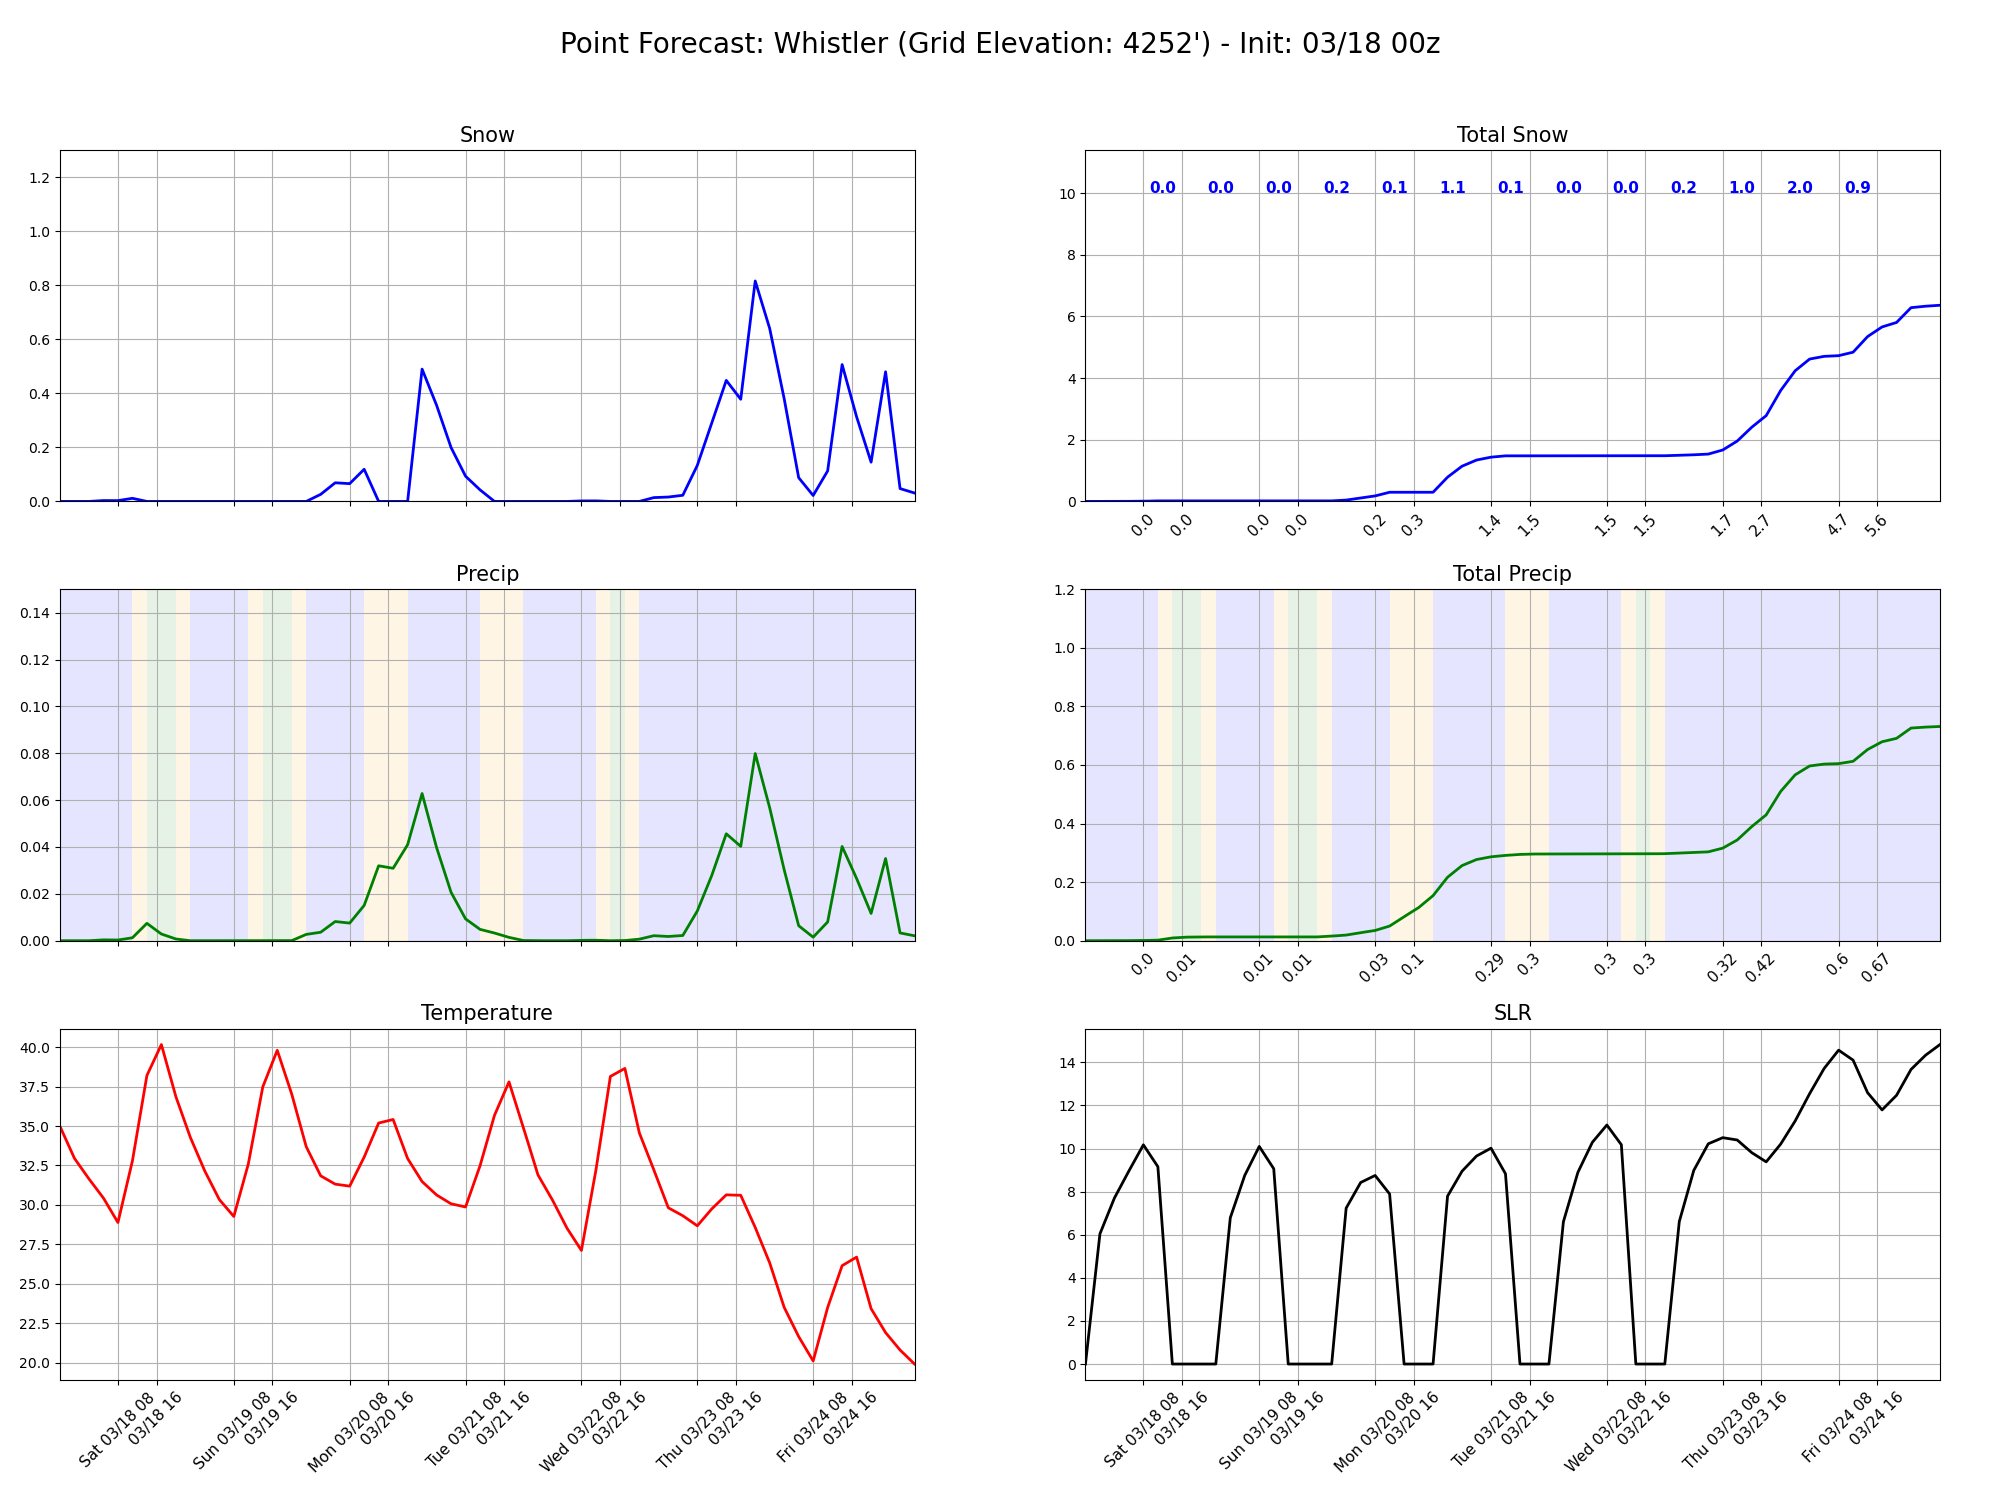 Point Forecast: Whistler (Grid Elevation: 4252') - Init: 03/18 00z
Snow
1.2
1.0
0.8
0.6
0.4
0.2
0.0
Total Snow
10
8
6
4
2
0
0.0 0.0 0.0 0.2 0.1 1.1 0.1 0.0 0.0 0.2 1.0 2.0 0.9
0.0 0.0 0.0 0.0 0.2 0.3 1.4 1.5 1.5 1.5 1.7 2.7 4.7 5.6
Precip
0.14
0.12
0.10
0.08
0.06
0.04
0.02
0.00
Total Precip
1.2
1.0
0.8
0.6
0.4
0.2
0.0
0.0 0.01 0.01 0.01 0.03 0.1 0.29 0.3 0.3 0.3 0.32 0.42 0.6 0.67
Temperature
40.0
37.5
35.0
32.5
30.0
27.5
25.0
22.5
20.0
Sat 03/18 08
03/18 16
Sun 03/19 08
03/19 16
Mon 03/20 08
03/20 16
Tue 03/21 08
03/21 16
Wed 03/22 08
03/22 16
Thu 03/23 08
03/23 16
Fri 03/24 08
03/24 16
SLR
14
12
10
8
6
4
2
0
Sat 03/18 08
03/18 16
Sun 03/19 08
03/19 16
Mon 03/20 08
03/20 16
Tue 03/21 08
03/21 16
Wed 03/22 08
03/22 16
Thu 03/23 08
03/23 16
Fri 03/24 08
03/24 16